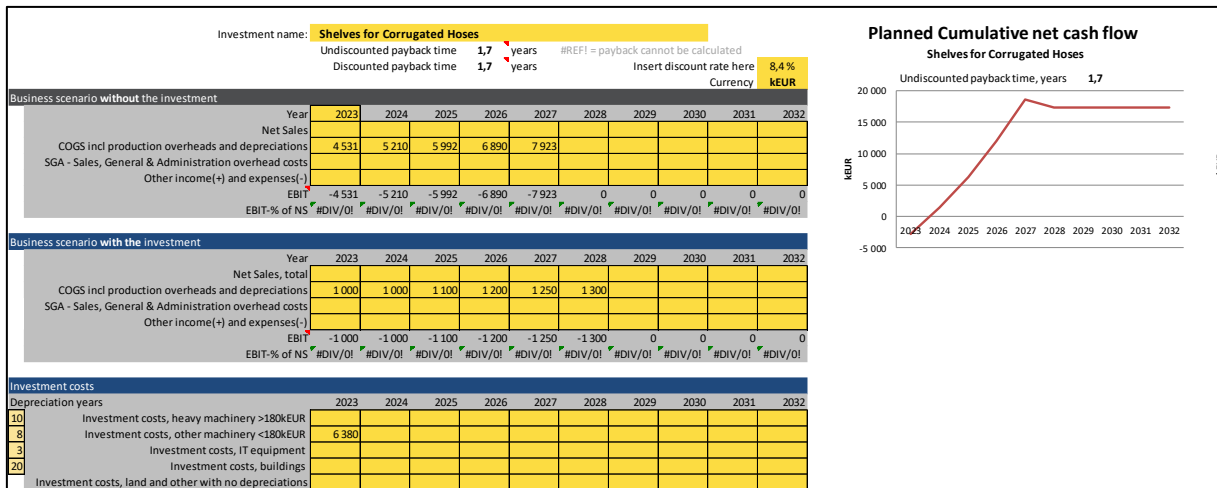 Investment name: Shelves for Corrugated Hoses
Undiscounted payback time 1,7 years #REF! = payback cannot be calculated
Discounted payback time 1,7 years Insert discount rate here 8,4 %
Currency kEUR
Business scenario without the investment
Year 2023 2024 2025 2026 2027 2028 2029 2030 2031 2032
Net Sales
COGS incl production overheads and depreciations 4 531 5 210 5 992 6 890 7 923
SGA - Sales, General & Administration overhead costs
Other income(+) and expenses(-)
EBIT -4 531 -5 210 -5 992 -6 890 -7 923 0 0 0 0 0
EBIT-% of NS #DIV/0! #DIV/0! #DIV/0! #DIV/0! #DIV/0! #DIV/0! #DIV/0! #DIV/0! #DIV/0! #DIV/0!
Business scenario with the investment
Year 2023 2024 2025 2026 2027 2028 2029 2030 2031 2032
Net Sales, total
COGS incl production overheads and depreciations 1 000 1 000 1 100 1 200 1 250 1 300
SGA - Sales, General & Administration overhead costs
Other income(+) and expenses(-)
EBIT -1 000 -1 000 -1 100 -1 200 -1 250 -1 300 0 0 0 0
EBIT-% of NS #DIV/0! #DIV/0! #DIV/0! #DIV/0! #DIV/0! #DIV/0! #DIV/0! #DIV/0! #DIV/0! #DIV/0!
Investment costs
Depreciation years 2023 2024 2025 2026 2027 2028 2029 2030 2031 2032
10 Investment costs, heavy machinery >180kEUR
8 Investment costs, other machinery <180kEUR 6 380
3 Investment costs, IT equipment
20 Investment costs, buildings
Investment costs, land and other with no depreciations
Planned Cumulative net cash flow
Shelves for Corrugated Hoses
Undiscounted payback time, years 1,7
20 000
15 000
10 000
5 000
0
-5 000
kEUR
2023 2024 2025 2026 2027 2028 2029 2030 2031 2032